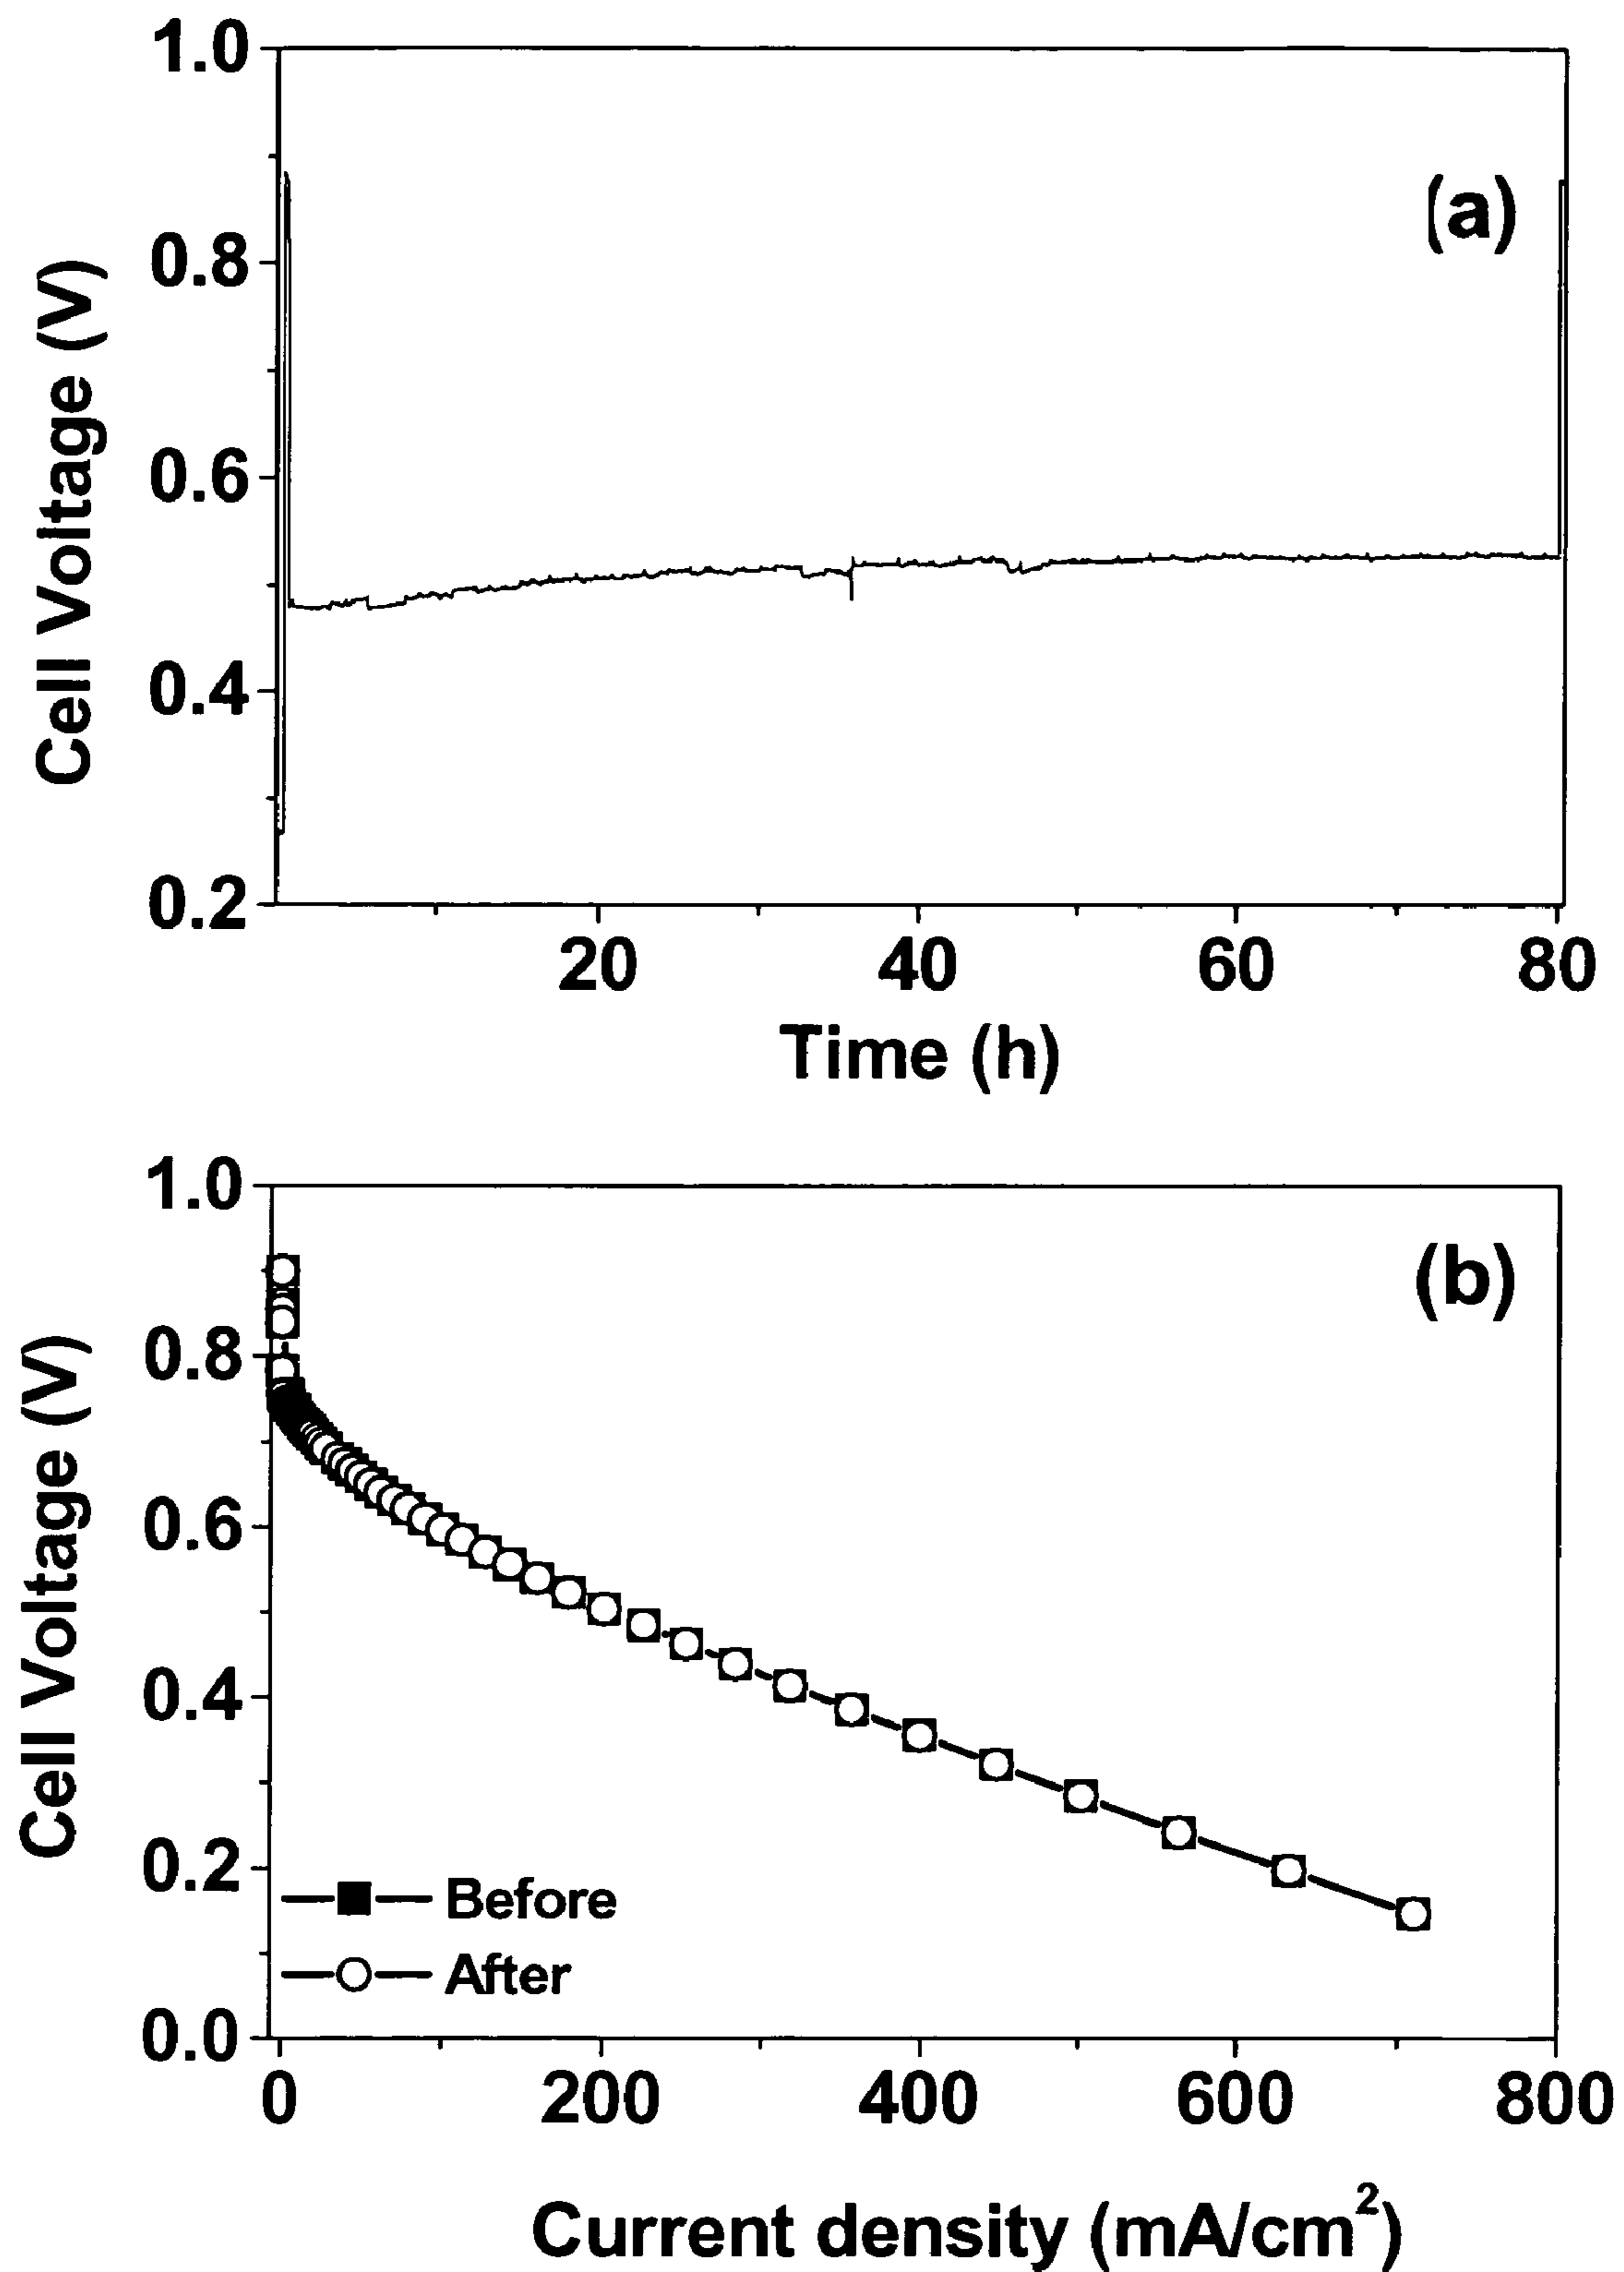 1.0
(a)
0.8
0.6
0.4
0.2
Cell Voltage (V)
20 40 60 80
Time (h)
1.0
(b)
0.8
0.6
0.4
0.2
0.0
Cell Voltage (V)
Before
After
0 200 400 600 800
Current density (mA/cm²)